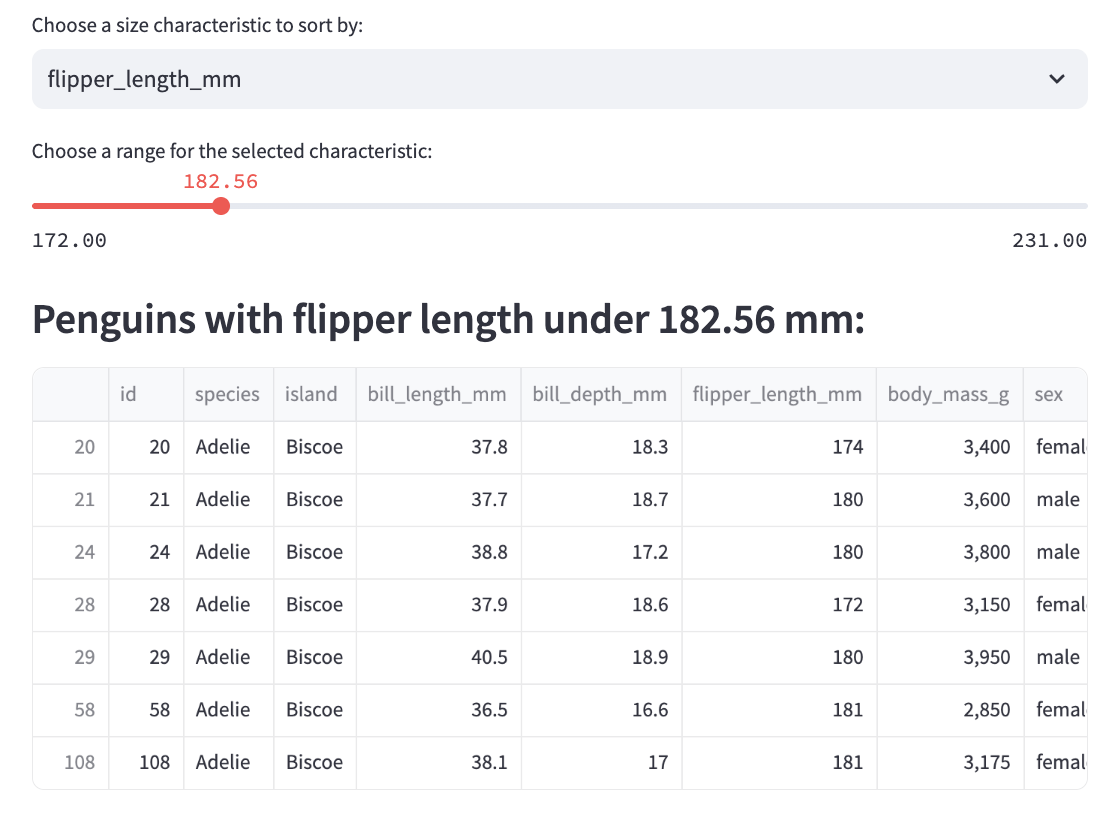 Choose a size characteristic to sort by:
flipper_length_mm
Choose a range for the selected characteristic:
182.56
172.00 231.00
Penguins with flipper length under 182.56 mm:
id species island bill_length_mm bill_depth_mm flipper_length_mm body_mass_g sex
20 20 Adelie Biscoe 37.8 18.3 174 3,400 femal
21 21 Adelie Biscoe 37.7 18.7 180 3,600 male
24 24 Adelie Biscoe 38.8 17.2 180 3,800 male
28 28 Adelie Biscoe 37.9 18.6 172 3,150 femal
29 29 Adelie Biscoe 40.5 18.9 180 3,950 male
58 58 Adelie Biscoe 36.5 16.6 181 2,850 femal
108 108 Adelie Biscoe 38.1 17 181 3,175 femal